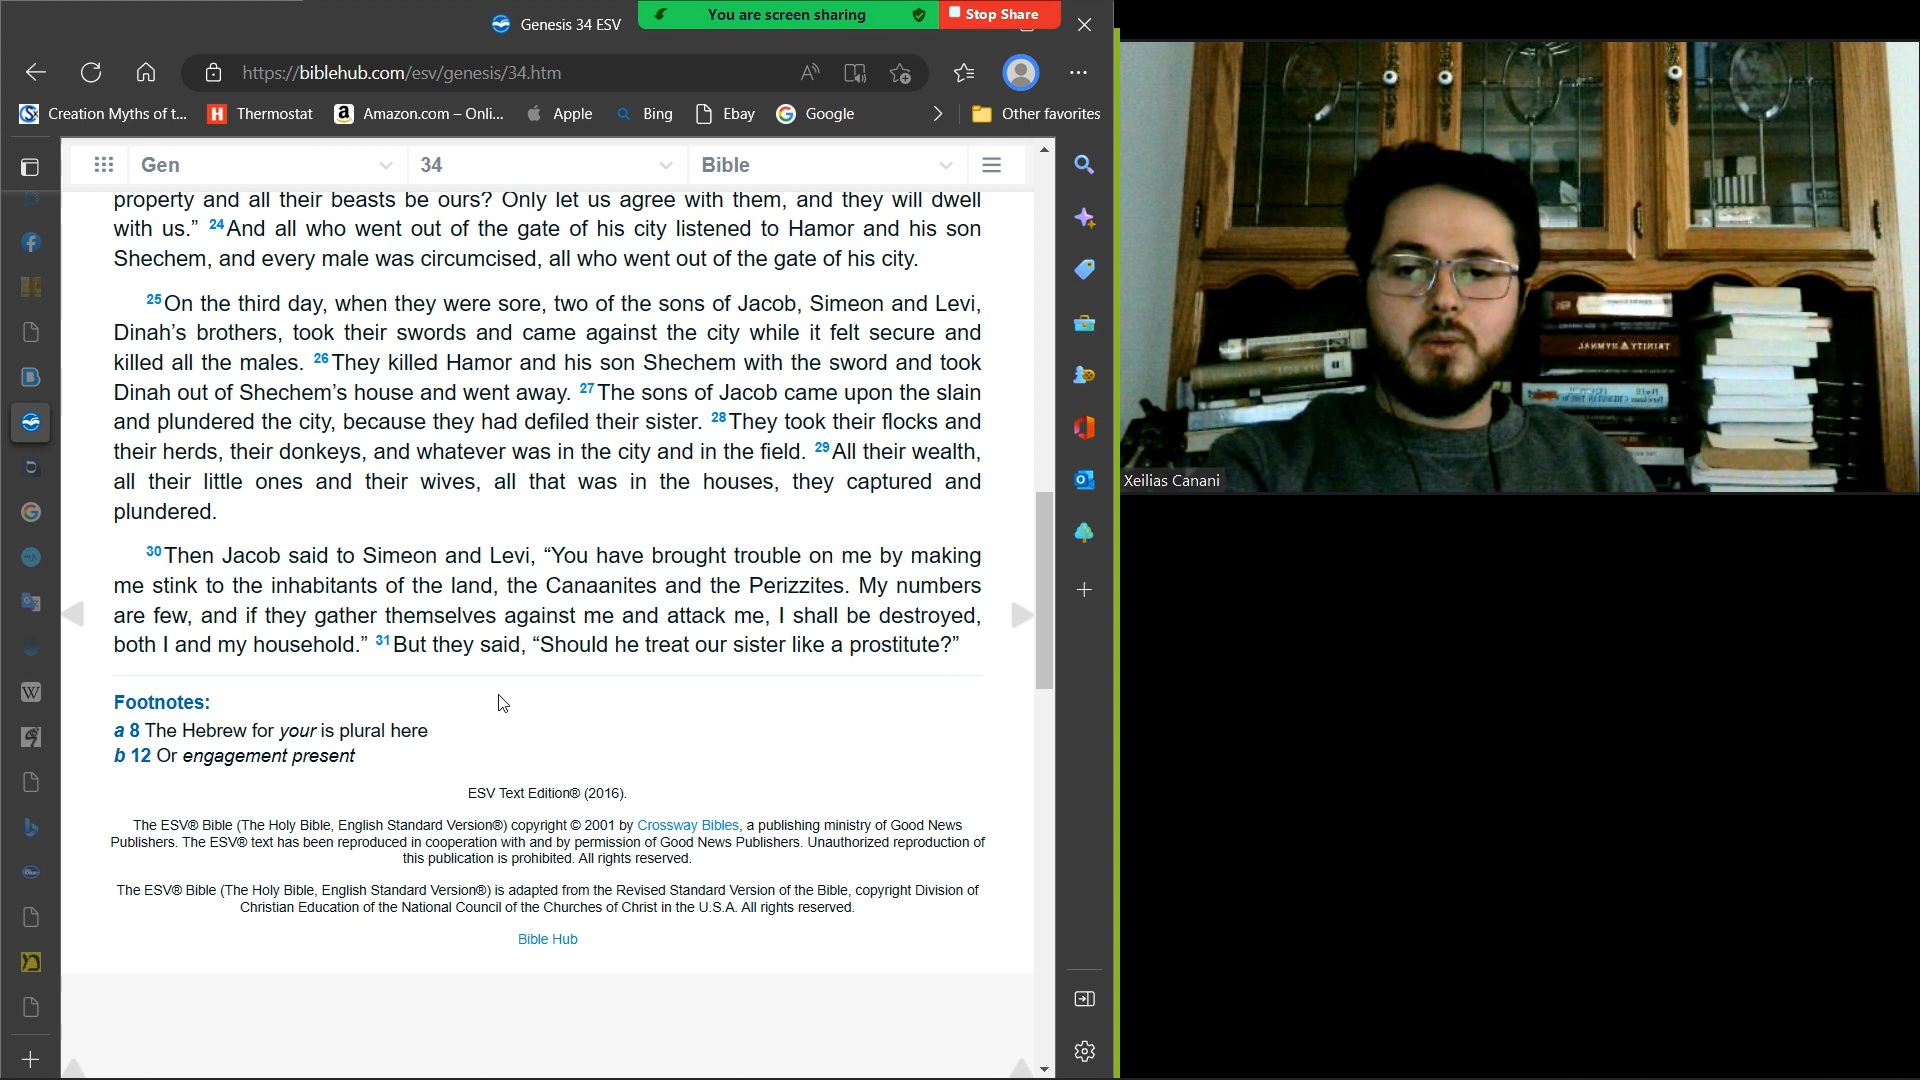 Genesis 34 ESV
You are screen sharing
Stop Share
https://biblehub.com/esv/genesis/34.htm
Creation Myths of t...
Thermostat
Amazon.com – Onli...
Apple
Bing
Ebay
Google
Other favorites
Gen
34
Bible
property and all their beasts be ours? Only let us agree with them, and they will dwell
with us.” 24And all who went out of the gate of his city listened to Hamor and his son
Shechem, and every male was circumcised, all who went out of the gate of his city.
25On the third day, when they were sore, two of the sons of Jacob, Simeon and Levi,
Dinah’s brothers, took their swords and came against the city while it felt secure and
killed all the males. 26They killed Hamor and his son Shechem with the sword and took
Dinah out of Shechem’s house and went away. 27The sons of Jacob came upon the slain
and plundered the city, because they had defiled their sister. 28They took their flocks and
their herds, their donkeys, and whatever was in the city and in the field. 29All their wealth,
all their little ones and their wives, all that was in the houses, they captured and
plundered.
30Then Jacob said to Simeon and Levi, “You have brought trouble on me by making
me stink to the inhabitants of the land, the Canaanites and the Perizzites. My numbers
are few, and if they gather themselves against me and attack me, I shall be destroyed,
both I and my household.” 31But they said, “Should he treat our sister like a prostitute?”
Footnotes:
a 8 The Hebrew for your is plural here
b 12 Or engagement present
ESV Text Edition® (2016).
The ESV® Bible (The Holy Bible, English Standard Version®) copyright © 2001 by Crossway Bibles, a publishing ministry of Good News
Publishers. The ESV® text has been reproduced in cooperation with and by permission of Good News Publishers. Unauthorized reproduction of
this publication is prohibited. All rights reserved.
The ESV® Bible (The Holy Bible, English Standard Version®) is adapted from the Revised Standard Version of the Bible, copyright Division of
Christian Education of the National Council of the Churches of Christ in the U.S.A. All rights reserved.
Bible Hub
TRINITY HYMNAL
Xeilias Canani